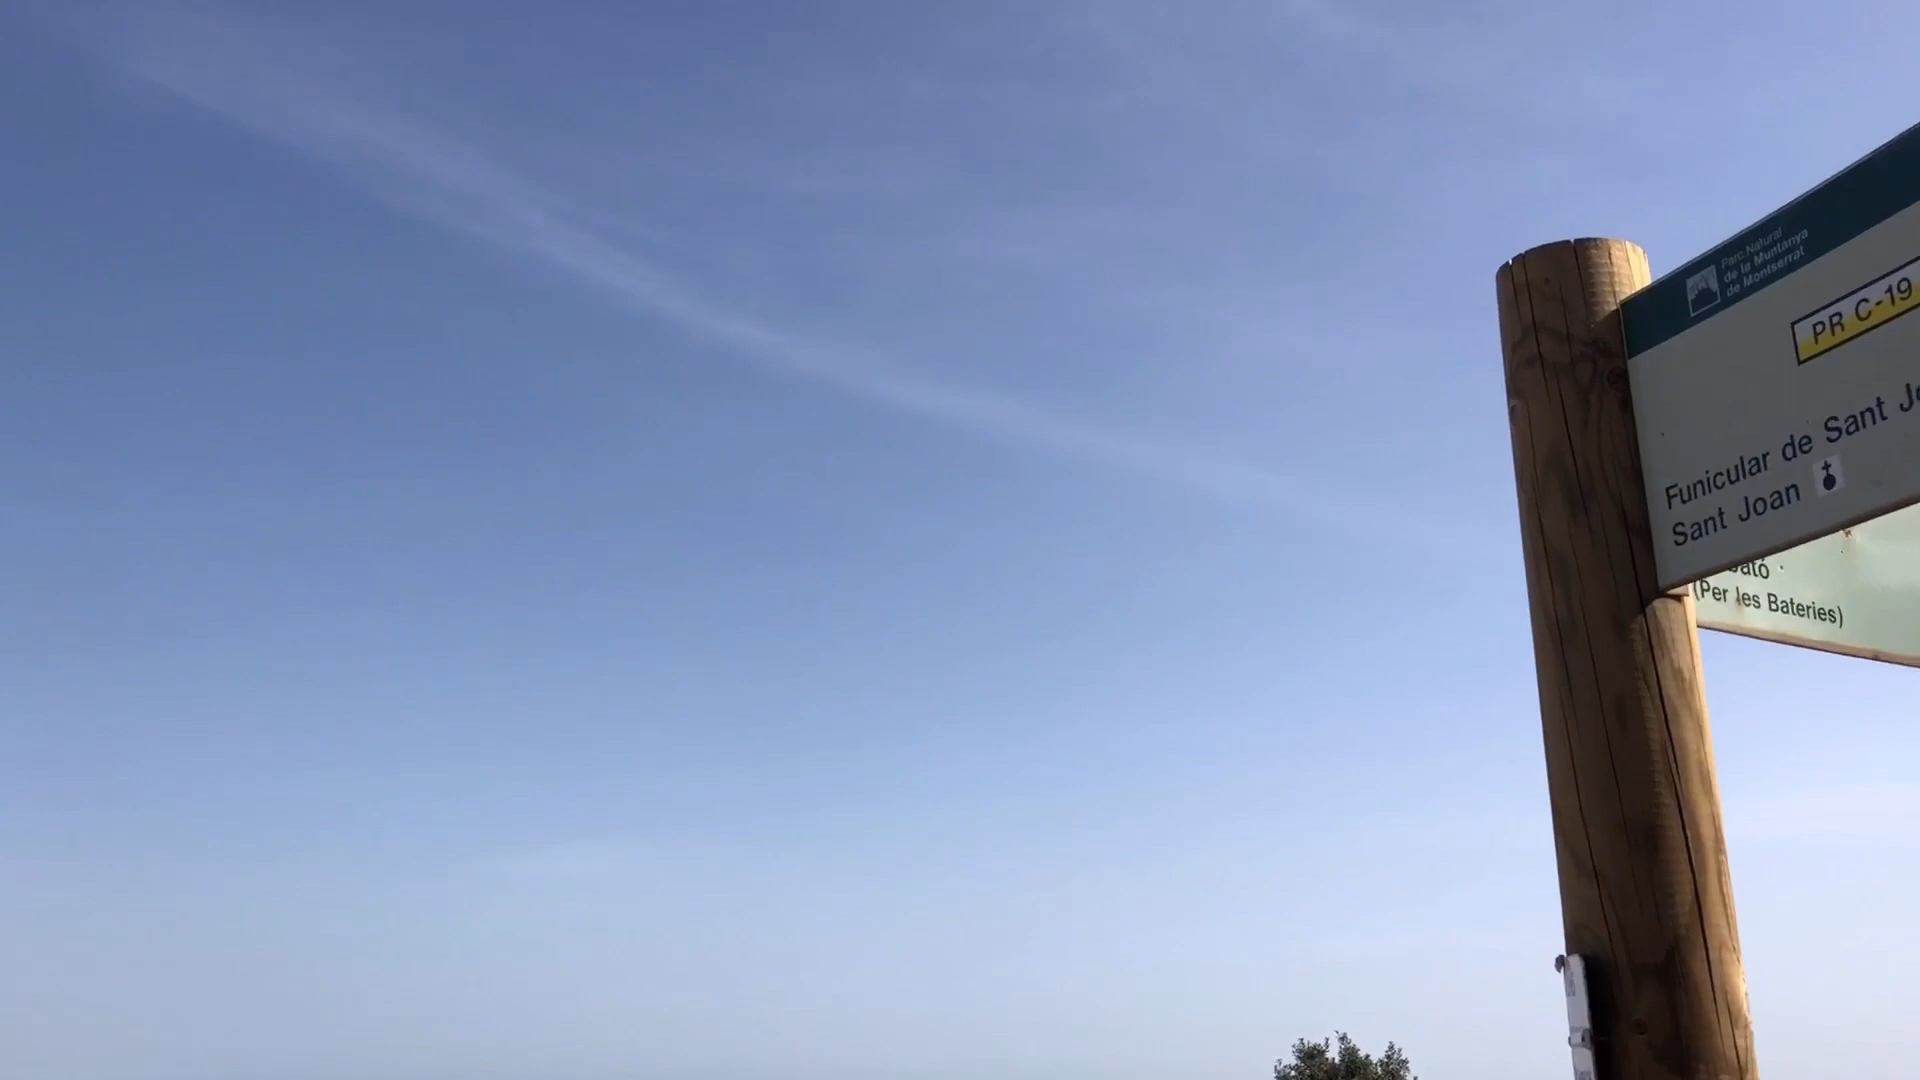 Parc Natural
de la Muntanya
de Montserrat
PR C-19
Funicular de Sant
Sant Joan
(Per les Bateries)